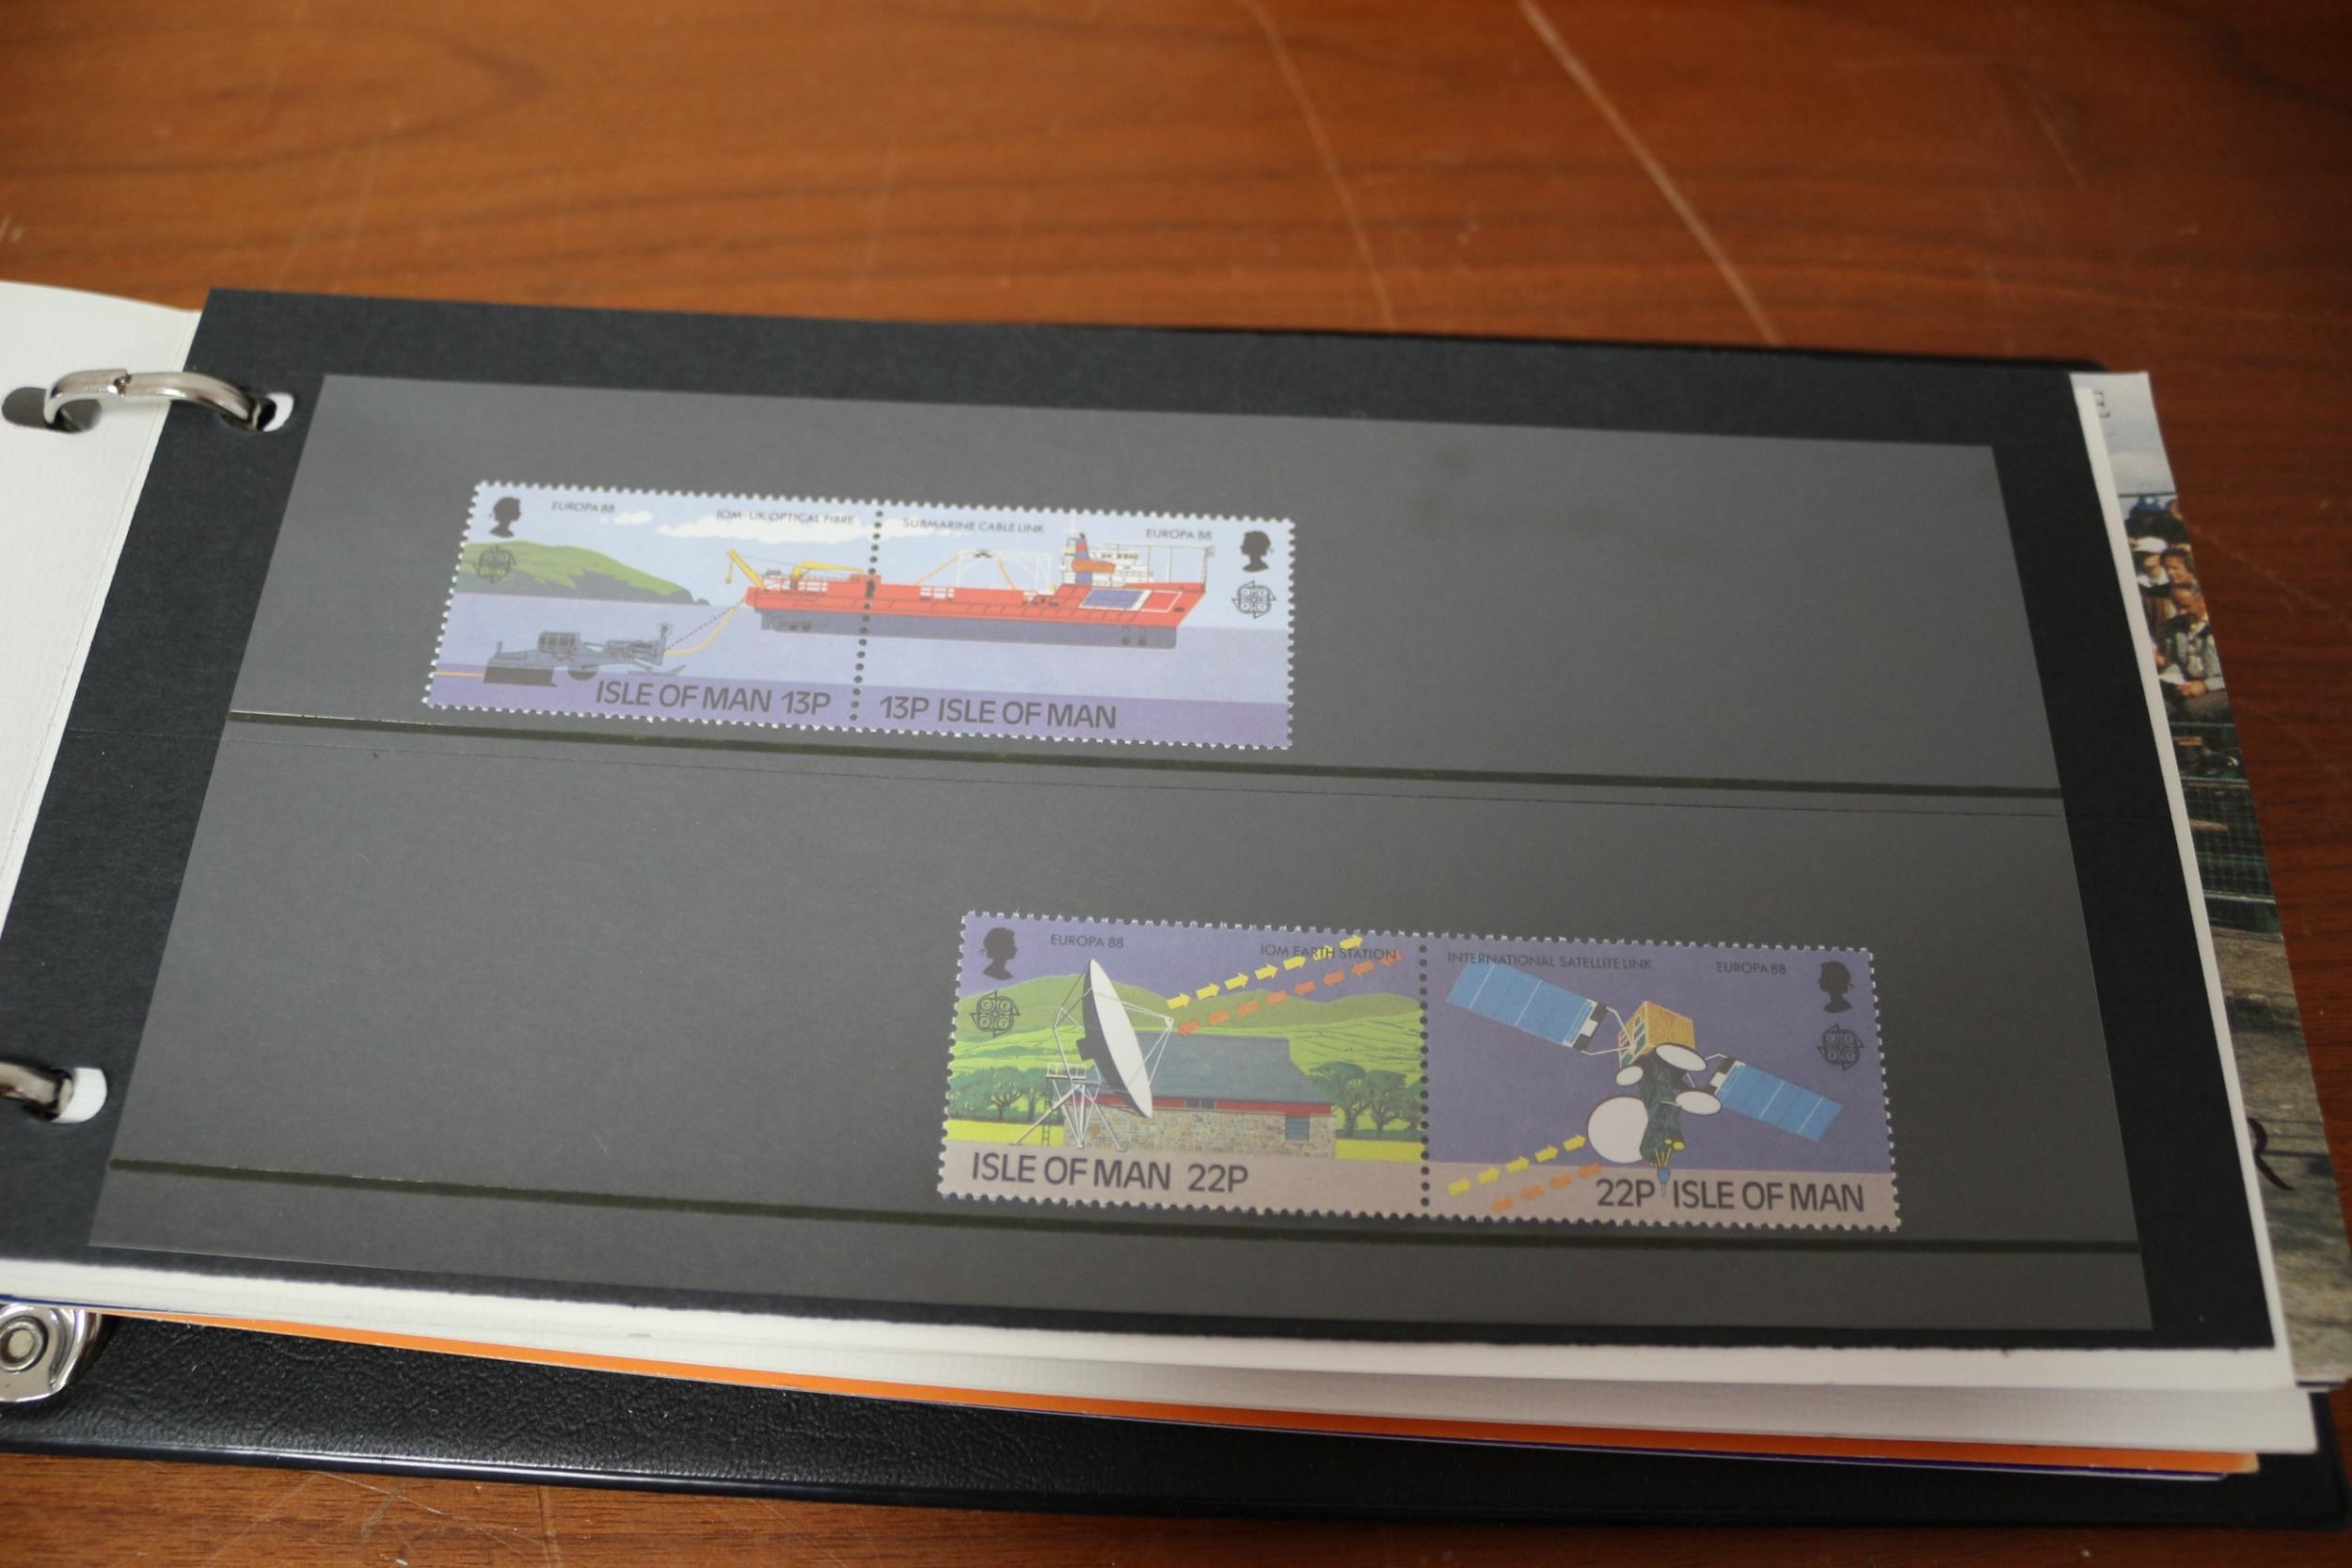 EUROPA 88
IOM-UK OPTICAL FIBRE
SUBMARINE CABLE LINK
EUROPA 88
ISLE OF MAN 13P
13P ISLE OF MAN
EUROPA 88
IOM EARTH STATION
INTERNATIONAL SATELLITE LINK
EUROPA 88
ISLE OF MAN 22P
22P ISLE OF MAN